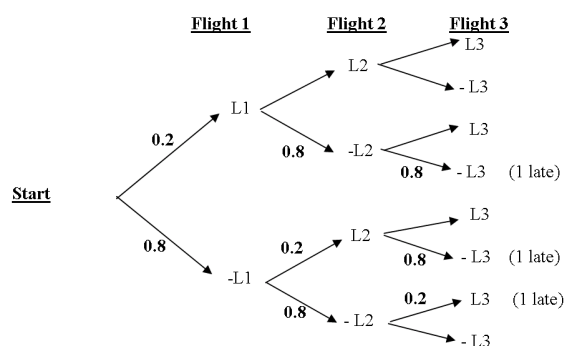 Flight 1 Flight 2 Flight 3
L3
L2
- L3
L1
0.2
L3
0.8 -L2
0.8 - L3 (1 late)
Start
L3
0.2 L2
0.8
0.8 - L3 (1 late)
-L1
0.2 L3 (1 late)
0.8 - L2
- L3